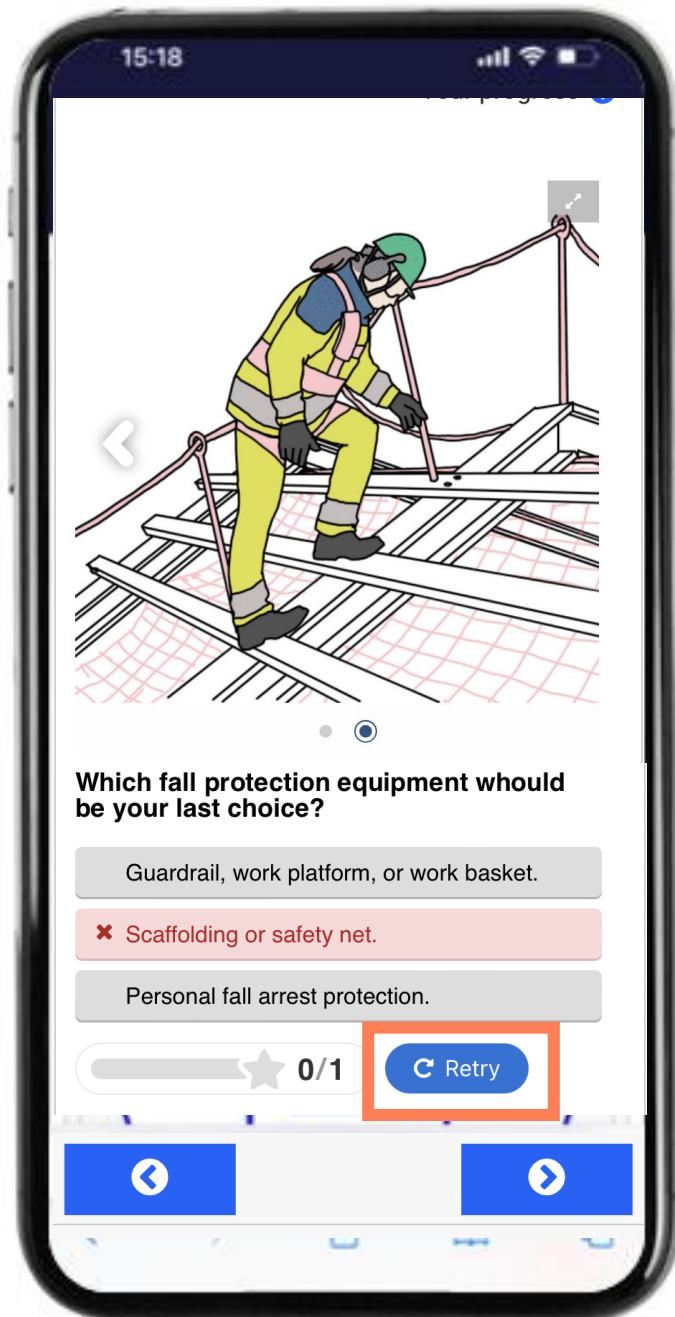 15:18
Which fall protection equipment whould
be your last choice?
Guardrail, work platform, or work basket.
Scaffolding or safety net.
Personal fall arrest protection.
0/1
Retry